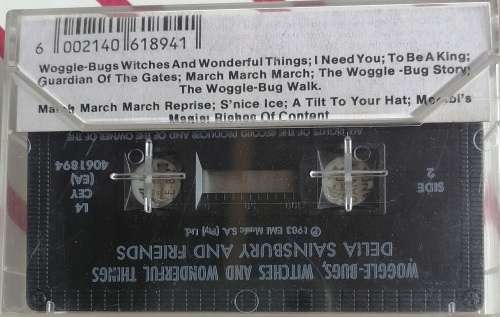 6 002140 618941
Woggle-Bugs Witches And Wonderful Things; I Need You; To Be A King;
Guardian Of The Gates; March March March; The Woggle -Bug Story;
The Woggle-Bug Walk.
March March March Reprise; S'nice Ice; A Tilt To Your Hat; Mombi's
Magic; Riches Of Content
ALL RIGHTS OF THE RECORD PRODUCER AND OF THE OWNER OF THE
SIDE
2
L4
CEY
(EA)
4061894
℗ 1983 EMI Music S.A. (Pty) Ltd.
DELIA SAINSBURY AND FRIENDS
WOGGLE-BUGS, WITCHES AND WONDERFUL THINGS